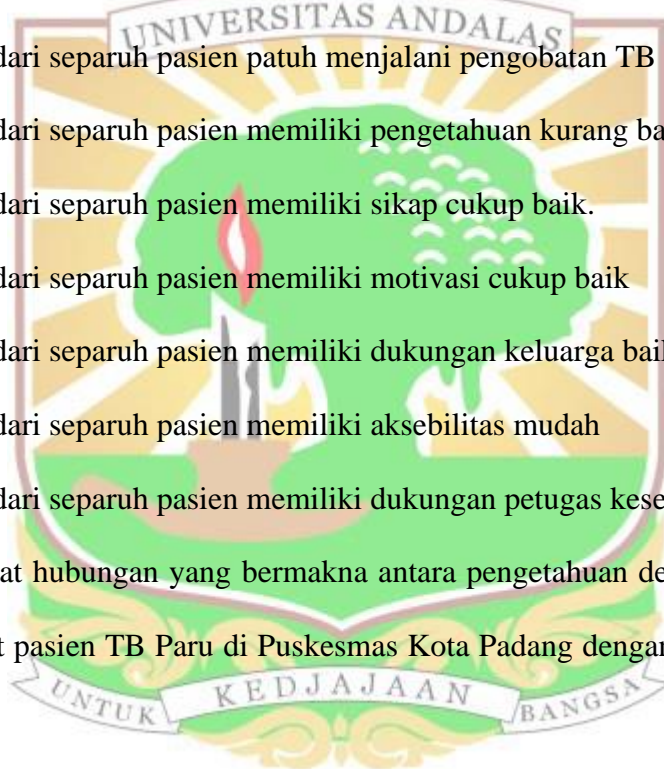 UNIVERSITAS ANDALAS
dari separuh pasien patuh menjalani pengobatan TB
dari separuh pasien memiliki pengetahuan kurang ba
dari separuh pasien memiliki sikap cukup baik.
dari separuh pasien memiliki motivasi cukup baik
dari separuh pasien memiliki dukungan keluarga baik
dari separuh pasien memiliki aksebilitas mudah
dari separuh pasien memiliki dukungan petugas kese
at hubungan yang bermakna antara pengetahuan de
t pasien TB Paru di Puskesmas Kota Padang dengan
UNTUK KEDJAJAAN BANGSA